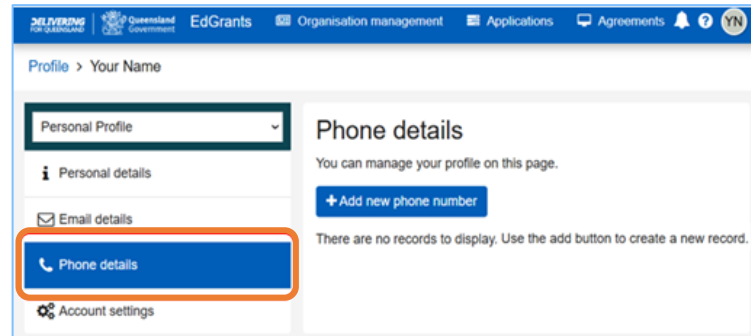 DELIVERING
FOR QUEENSLAND
Queensland
Government
EdGrants
Organisation management
Applications
Agreements
?
YN
Profile > Your Name
Personal Profile
Personal details
Email details
Phone details
Account settings
Phone details
You can manage your profile on this page.
+Add new phone number
There are no records to display. Use the add button to create a new record.